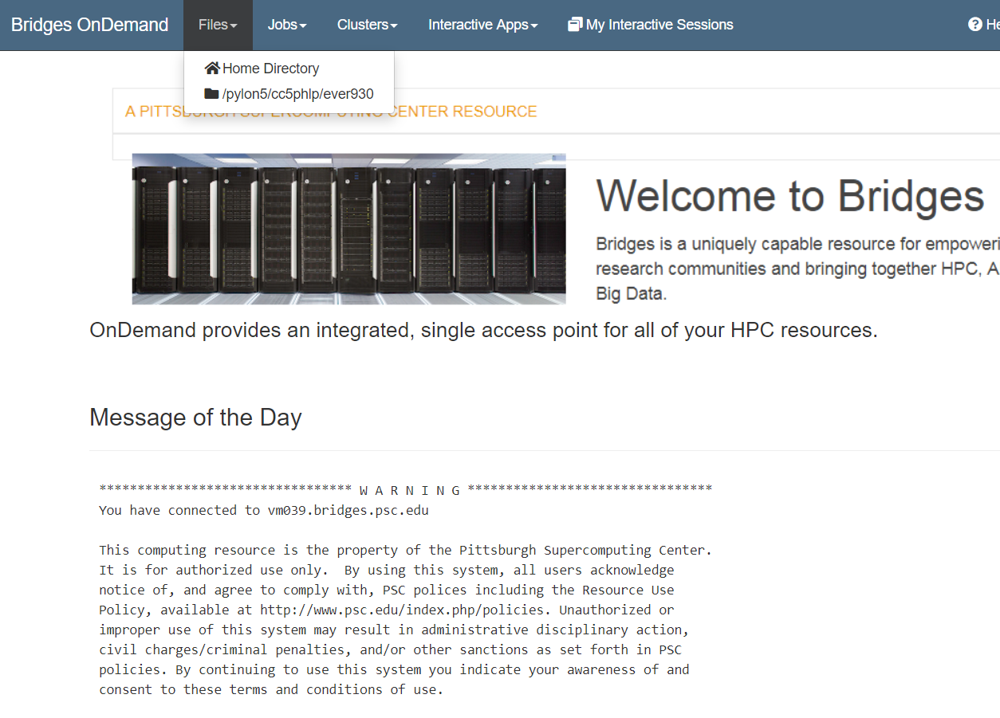 Bridges OnDemand Files Jobs Clusters Interactive Apps My Interactive Sessions
Home Directory
/pylon5/cc5phlp/ever930
A PITTSBURGH SUPERCOMPUTING CENTER RESOURCE
Welcome to Bridges
Bridges is a uniquely capable resource for
research communities and bringing together HPC,
Big Data.
OnDemand provides an integrated, single access point for all of your HPC resources.
Message of the Day
********************************* W A R N I N G ********************************
You have connected to vm039.bridges.psc.edu
This computing resource is the property of the Pittsburgh Supercomputing Center.
It is for authorized use only.  By using this system, all users acknowledge
notice of, and agree to comply with, PSC polices including the Resource Use
Policy, available at http://www.psc.edu/index.php/policies. Unauthorized or
improper use of this system may result in administrative disciplinary action,
civil charges/criminal penalties, and/or other sanctions as set forth in PSC
policies. By continuing to use this system you indicate your awareness of and
consent to these terms and conditions of use.